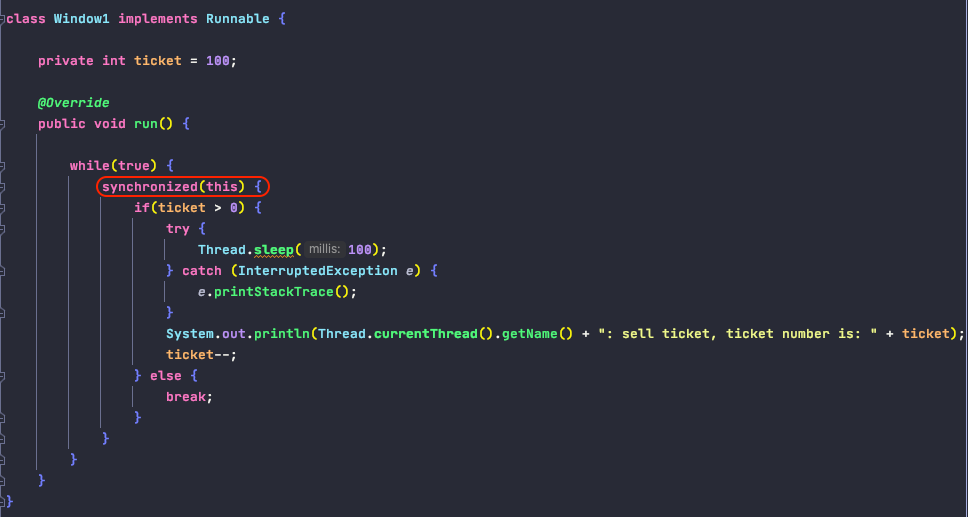 class Window1 implements Runnable {
private int ticket = 100;
@Override
public void run() {
while(true) {
synchronized(this) {
if(ticket > 0) {
try {
Thread.sleep( millis: 100);
} catch (InterruptedException e) {
e.printStackTrace();
}
System.out.println(Thread.currentThread().getName() + ": sell ticket, ticket number is: " + ticket);
ticket--;
} else {
break;
}
}
}
}
}